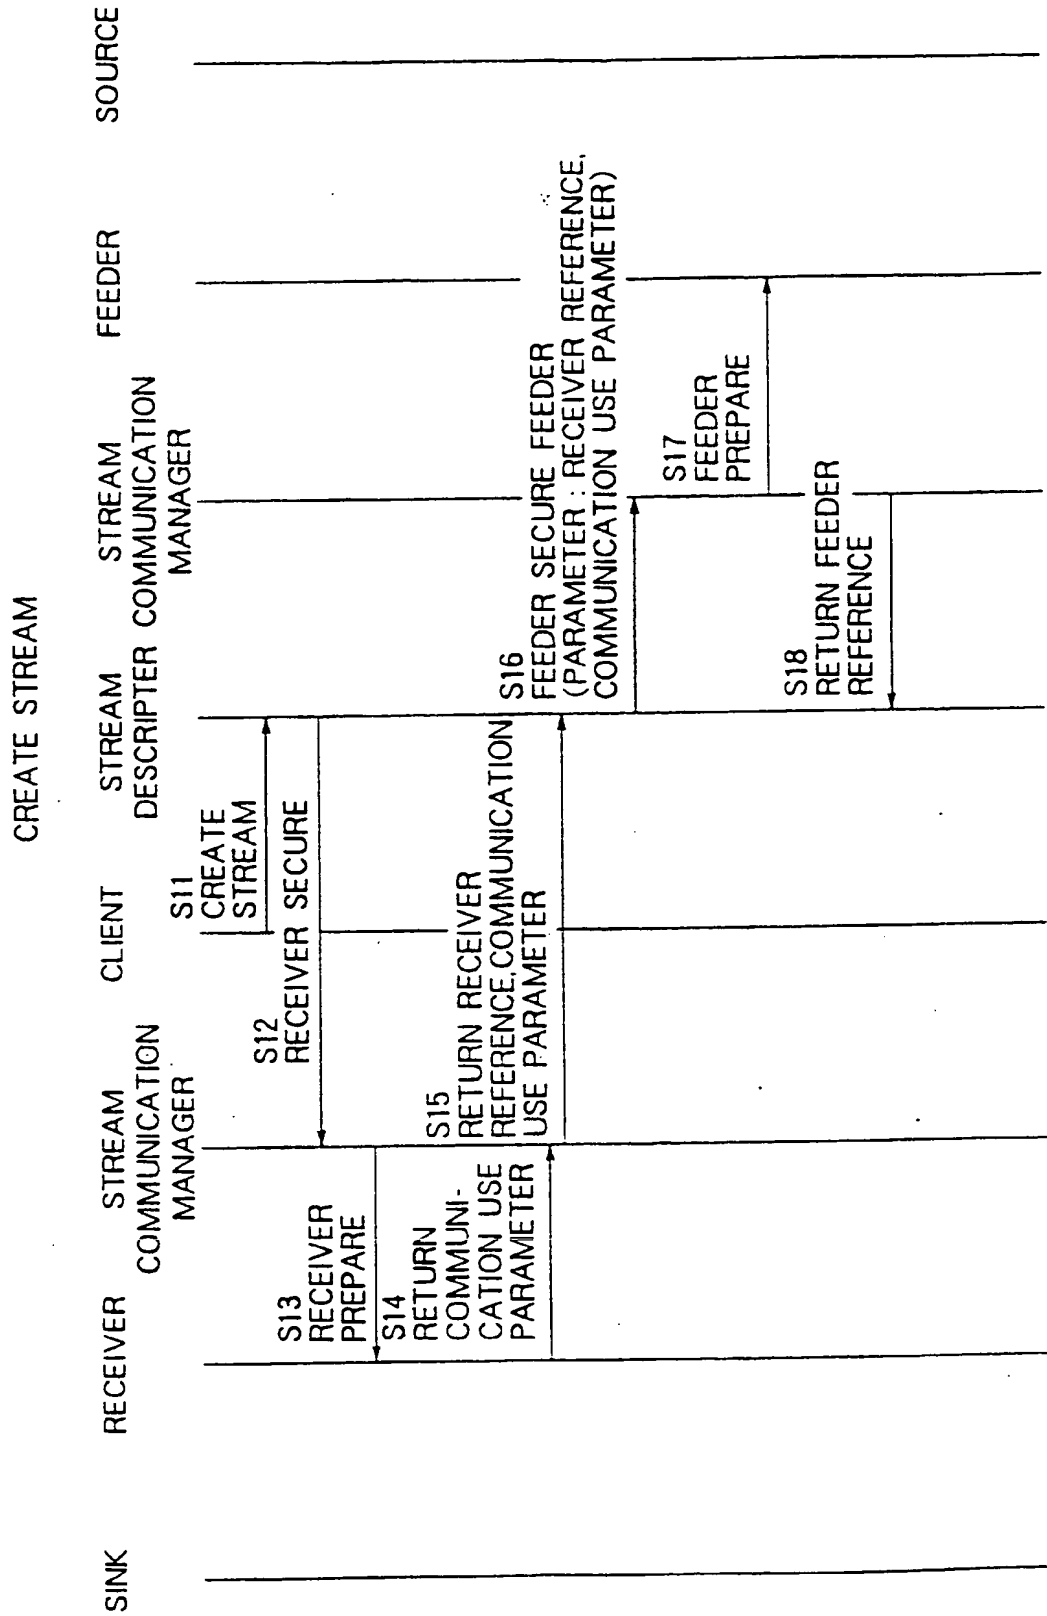 CREATE STREAM
SINK
RECEIVER
STREAM
COMMUNICATION
MANAGER
CLIENT
STREAM
DESCRIPTER
STREAM
COMMUNICATION
MANAGER
FEEDER
SOURCE
S11
CREATE
STREAM
S12
RECEIVER SECURE
S13
RECEIVER
PREPARE
S14
RETURN
COMMUNI-
CATION USE
PARAMETER
S15
RETURN RECEIVER
REFERENCE,COMMUNICATION
USE PARAMETER
S16
FEEDER SECURE FEEDER
(PARAMETER : RECEIVER REFERENCE,
COMMUNICATION USE PARAMETER)
S17
FEEDER
PREPARE
S18
RETURN FEEDER
REFERENCE